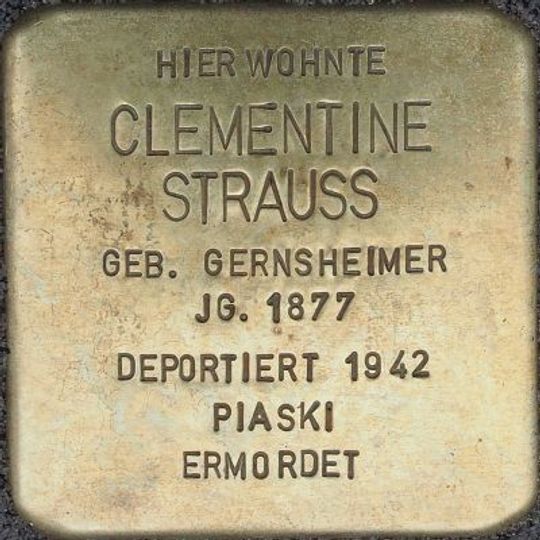 HIER WOHNTE
CLEMENTINE
STRAUSS
GEB. GERNSHEIMER
JG. 1877
DEPORTIERT 1942
PIASKI
ERMORDET